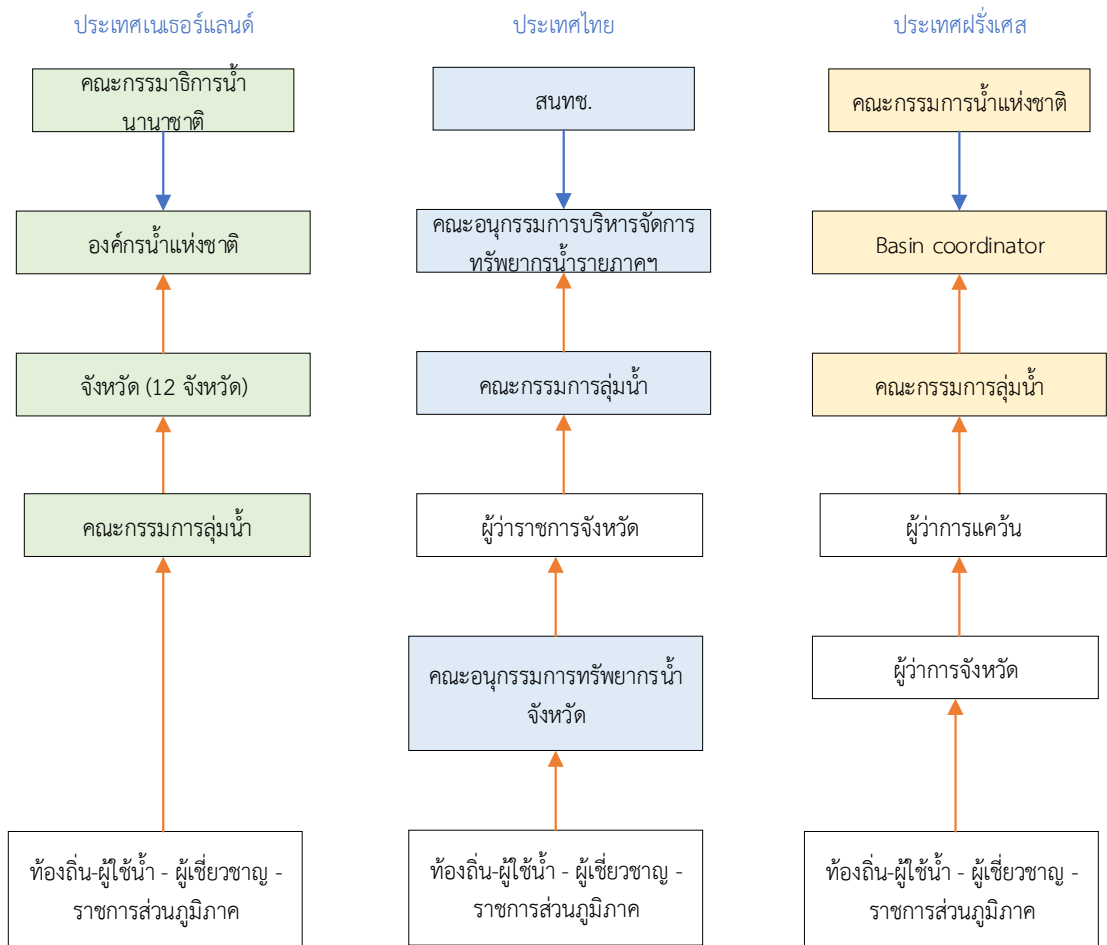 ประเทศเนเธอร์แลนด์
คณะกรรมาธิการน้ำ
นานาชาติ
องค์กรน้ำแห่งชาติ
จังหวัด (12 จังหวัด)
คณะกรรมการลุ่มน้ำ
ท้องถิ่น-ผู้ใช้น้ำ - ผู้เชี่ยวชาญ -
ราชการส่วนภูมิภาค
ประเทศไทย
สนทช.
คณะอนุกรรมการบริหารจัดการ
ทรัพยากรน้ำรายภาคฯ
คณะกรรมการลุ่มน้ำ
ผู้ว่าราชการจังหวัด
คณะอนุกรรมการทรัพยากรน้ำ
จังหวัด
ท้องถิ่น-ผู้ใช้น้ำ - ผู้เชี่ยวชาญ -
ราชการส่วนภูมิภาค
ประเทศฝรั่งเศส
คณะกรรมการน้ำแห่งชาติ
Basin coordinator
คณะกรรมการลุ่มน้ำ
ผู้ว่าการแคว้น
ผู้ว่าการจังหวัด
ท้องถิ่น-ผู้ใช้น้ำ - ผู้เชี่ยวชาญ -
ราชการส่วนภูมิภาค